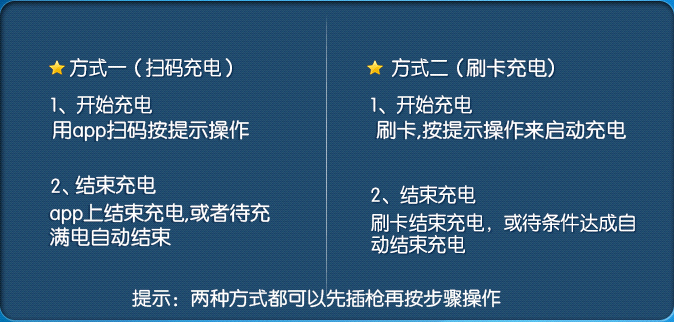 方式一（扫码充电）
1、开始充电
用app扫码按提示操作
2、结束充电
app上结束充电,或者待充
满电自动结束
方式二（刷卡充电）
1、开始充电
刷卡,按提示操作来启动充电
2、结束充电
刷卡结束充电，或待条件达成自
动结束充电
提示：两种方式都可以先插枪再按步骤操作